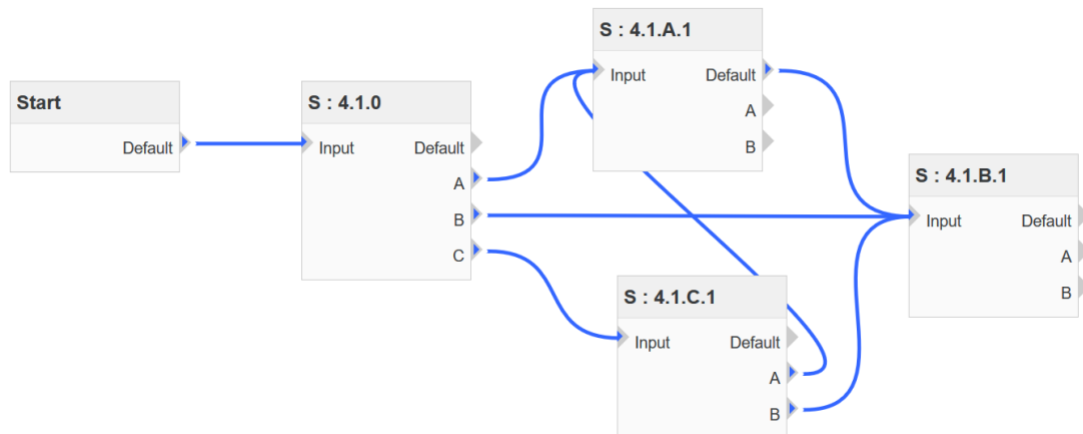 Start
Default
S : 4.1.0
Input Default
A
B
C
S : 4.1.A.1
Input Default
A
B
S : 4.1.C.1
Input Default
A
B
S : 4.1.B.1
Input Default
A
B